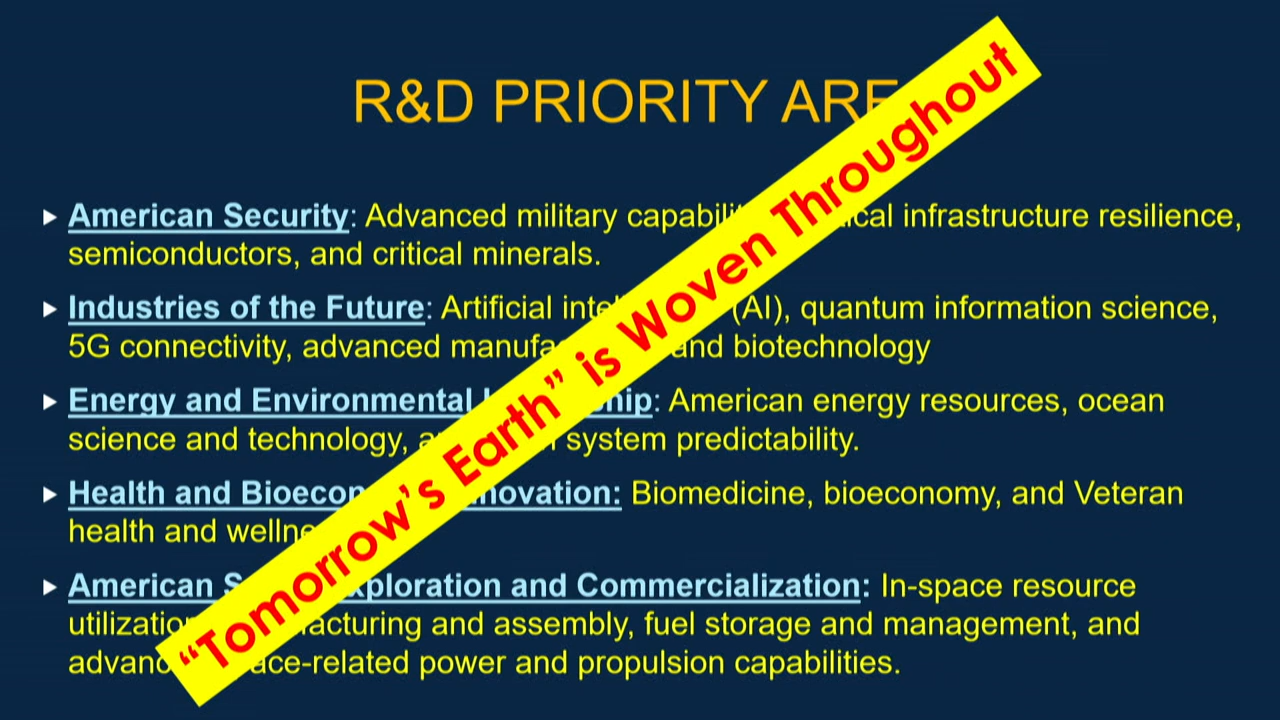 R&D PRIORITY ARE
American Security: Advanced military capabili ical infrastructure resilience,
semiconductors, and critical minerals.
Industries of the Future: Artificial inte (AI), quantum information science,
5G connectivity, advanced manufa and biotechnology
Energy and Environmental hip: American energy resources, ocean
science and technology, system predictability.
Health and Bioecon novation: Biomedicine, bioeconomy, and Veteran
health and wellne
American S xploration and Commercialization: In-space resource
utilization acturing and assembly, fuel storage and management, and
advanc ace-related power and propulsion capabilities.
“Tomorrow’s Earth” is Woven Throughout